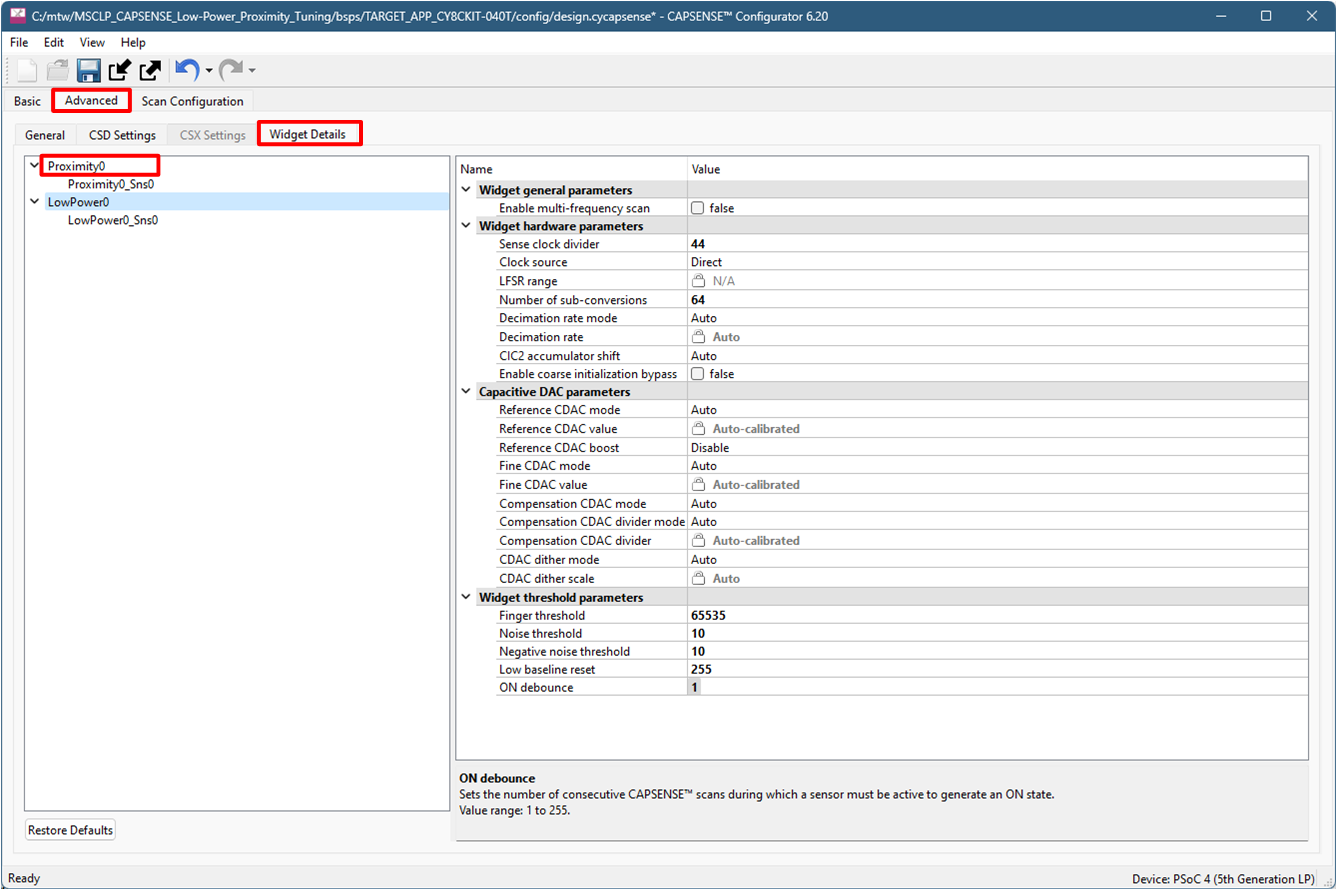 C:/mtw/MSCLP_CAPSENSE_Low-Power_Proximity_Tuning/bsps/TARGET_APP_CY8CKIT-040T/config/design.cycapsense* - CAPSENSE™ Configurator 6.20
File Edit View Help
Basic Advanced Scan Configuration
General CSD Settings CSX Settings Widget Details
Proximity0
Proximity0_Sns0
LowPower0
LowPower0_Sns0
Name Value
Widget general parameters
Enable multi-frequency scan false
Widget hardware parameters
Sense clock divider 44
Clock source Direct
LFSR range N/A
Number of sub-conversions 64
Decimation rate mode Auto
Decimation rate Auto
CIC2 accumulator shift Auto
Enable coarse initialization bypass false
Capacitive DAC parameters
Reference CDAC mode Auto
Reference CDAC value Auto-calibrated
Reference CDAC boost Disable
Fine CDAC mode Auto
Fine CDAC value Auto-calibrated
Compensation CDAC mode Auto
Compensation CDAC divider mode Auto
Compensation CDAC divider Auto-calibrated
CDAC dither mode Auto
CDAC dither scale Auto
Widget threshold parameters
Finger threshold 65535
Noise threshold 10
Negative noise threshold 10
Low baseline reset 255
ON debounce 1
ON debounce
Sets the number of consecutive CAPSENSE™ scans during which a sensor must be active to generate an ON state.
Value range: 1 to 255.
Restore Defaults
Ready Device: PSoC 4 (5th Generation LP)